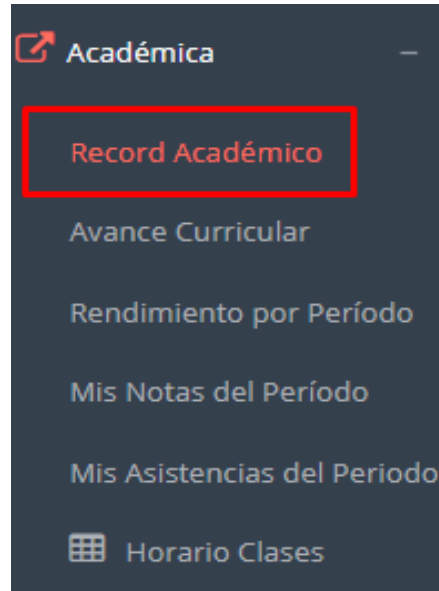 Académica
Record Académico
Avance Curricular
Rendimiento por Período
Mis Notas del Período
Mis Asistencias del Periodo
Horario Clases